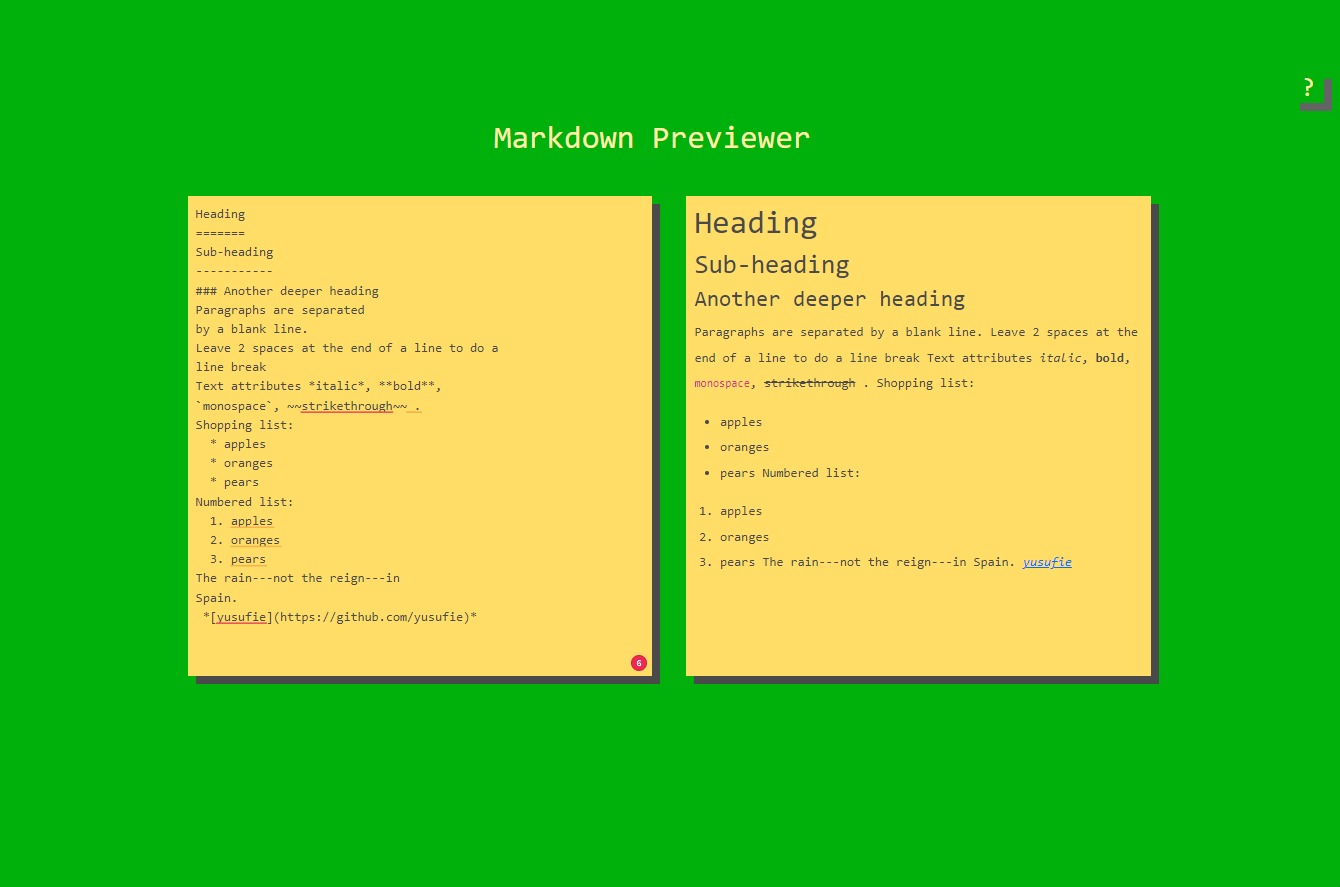 ?
Markdown Previewer
Heading
=======
Sub-heading
-----------
### Another deeper heading
Paragraphs are separated
by a blank line.
Leave 2 spaces at the end of a line to do a
line break
Text attributes *italic*, **bold**,
`monospace`, ~~strikethrough~~ .
Shopping list:
* apples
* oranges
* pears
Numbered list:
1. apples
2. oranges
3. pears
The rain---not the reign---in
Spain.
*[yusufie](https://github.com/yusufie)*
6
Heading
Sub-heading
Another deeper heading
Paragraphs are separated by a blank line. Leave 2 spaces at the
end of a line to do a line break Text attributes italic, bold,
monospace, strikethrough . Shopping list:
• apples
• oranges
• pears Numbered list:
1. apples
2. oranges
3. pears The rain---not the reign---in Spain. yusufie